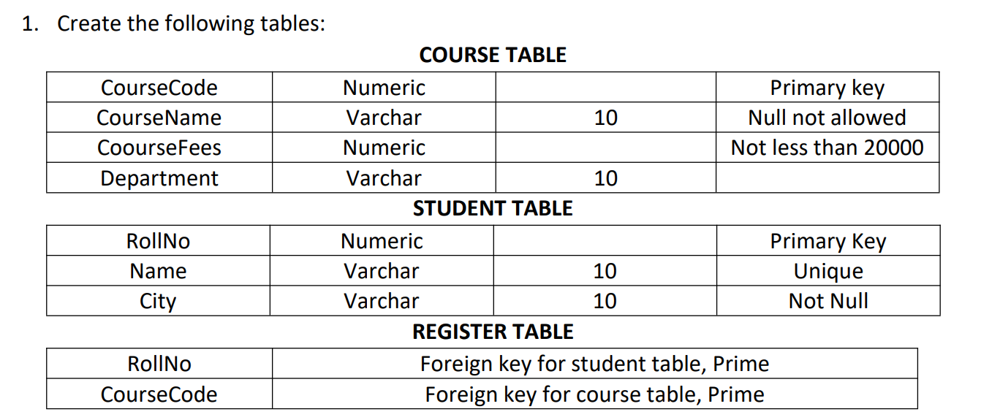 1. Create the following tables:
COURSE TABLE
CourseCode Numeric Primary key
CourseName Varchar 10 Null not allowed
CoourseFees Numeric Not less than 20000
Department Varchar 10
STUDENT TABLE
RollNo Numeric Primary Key
Name Varchar 10 Unique
City Varchar 10 Not Null
REGISTER TABLE
RollNo Foreign key for student table, Prime
CourseCode Foreign key for course table, Prime